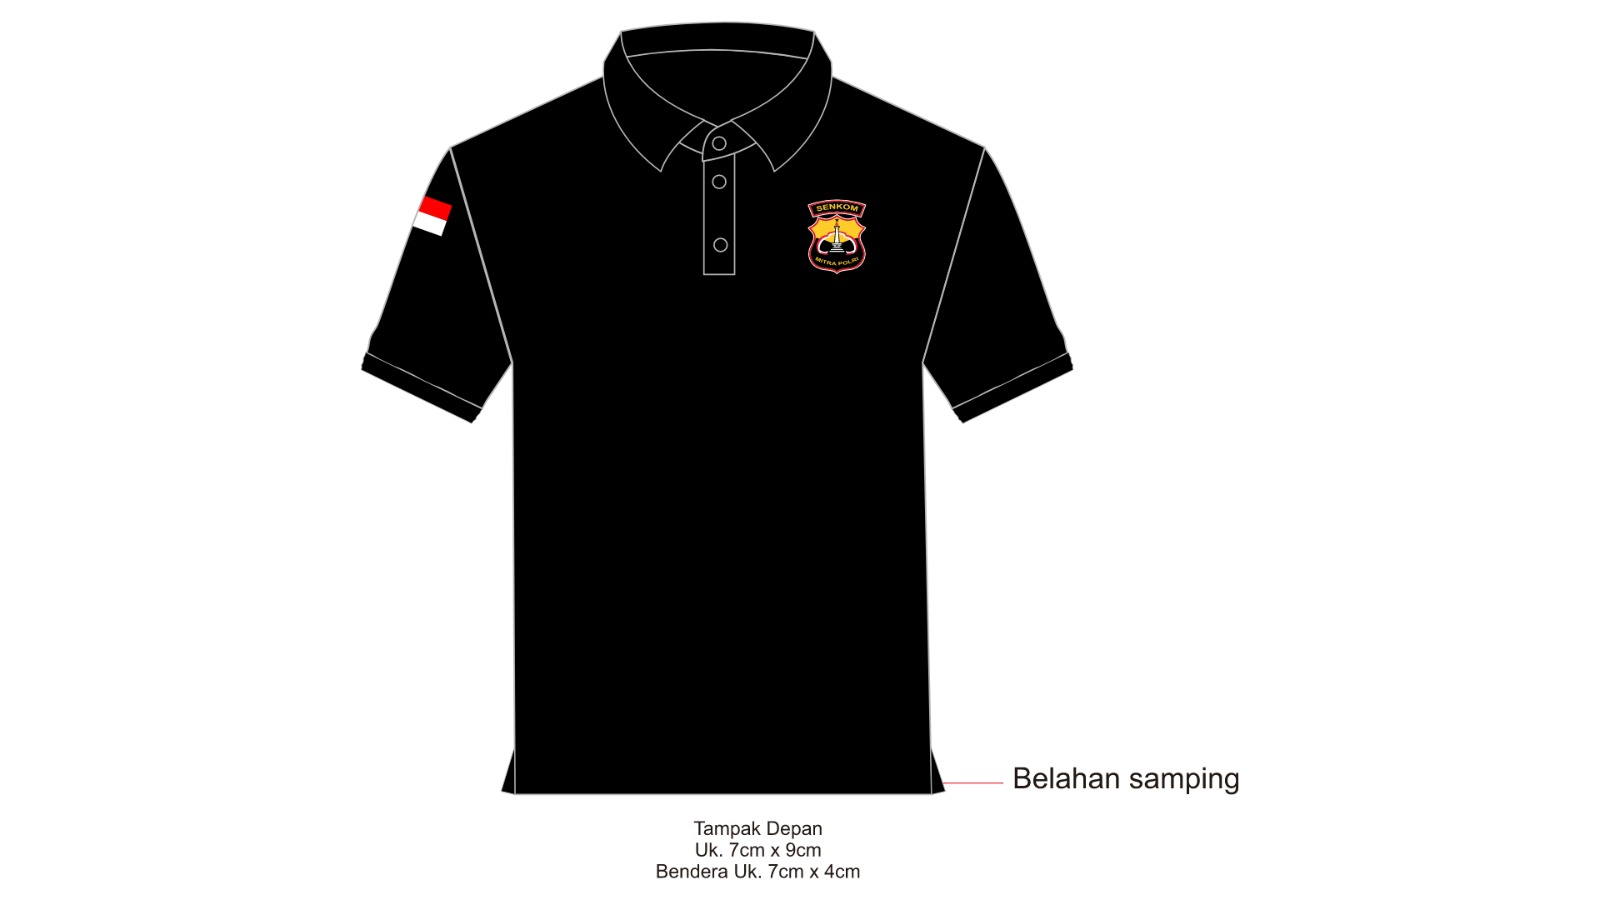 SENKOM
MITRA POLRI
Belahan samping
Tampak Depan
Uk. 7cm x 9cm
Bendera Uk. 7cm x 4cm